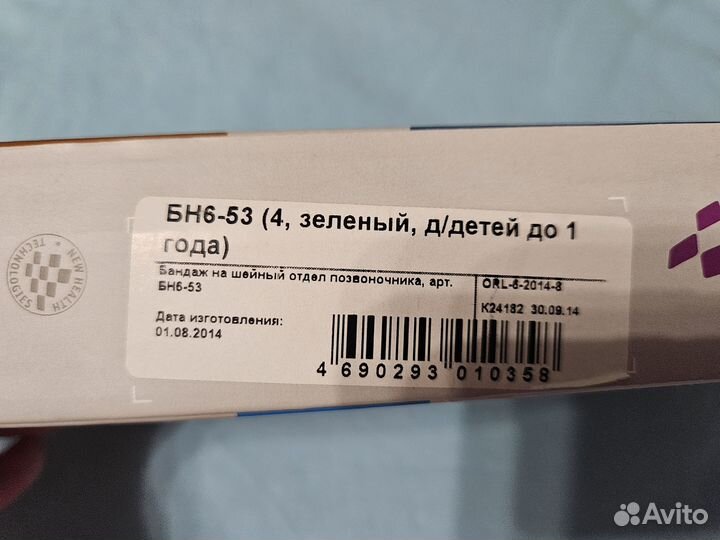 БН6-53 (4, зеленый, д/детей до 1
года)
Бандаж на шейный отдел позвоночника, арт.
БН6-53
ORL-6-2014-8
К24182 30.09.14
Дата изготовления:
01.08.2014
4 690293 010358
NEW HEALTH TECHNOLOGIES
Avito